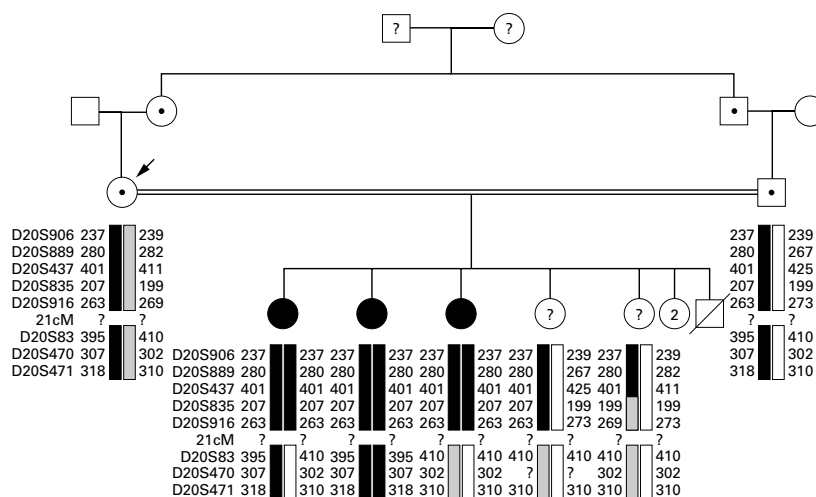 ? ?
D20S906 237 239
D20S889 280 282
D20S437 401 411
D20S835 207 199
D20S916 263 269
21cM ? ?
D20S83 395 410
D20S470 307 302
D20S471 318 310
237 239
280 267
401 425
207 199
263 273
? ?
395 410
307 302
318 310
? ? 2
D20S906 237 237 237 237 237 237 237 239 237 239
D20S889 280 280 280 280 280 280 280 267 280 282
D20S437 401 401 401 401 401 401 401 425 401 411
D20S835 207 207 207 207 207 207 207 199 199 199
D20S916 263 263 263 263 263 263 263 273 269 273
21cM ? ? ? ? ? ? ? ? ? ?
D20S83 395 410 395 395 410 410 410 410 410 410
D20S470 307 302 307 307 302 302 ? ? 302 302
D20S471 318 310 318 318 310 310 310 310 310 310